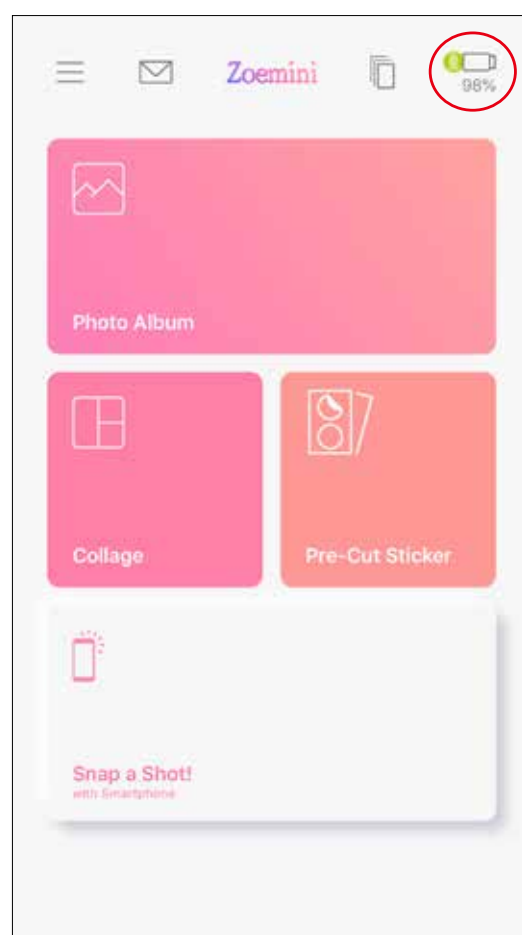 Zoemini
98%
Photo Album
Collage
Pre-Cut Sticker
Snap a Shot!
with Smartphone